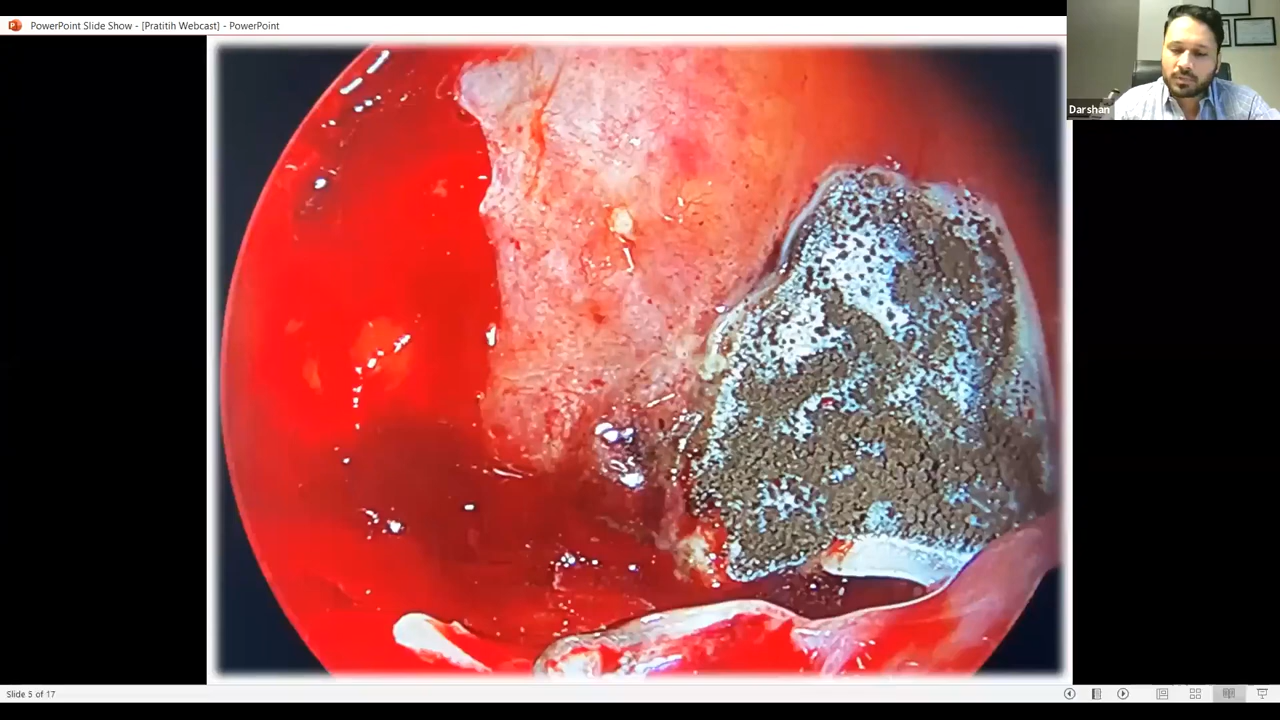 PowerPoint Slide Show - [Pratitih Webcast] - PowerPoint
Darshan
Slide 5 of 17